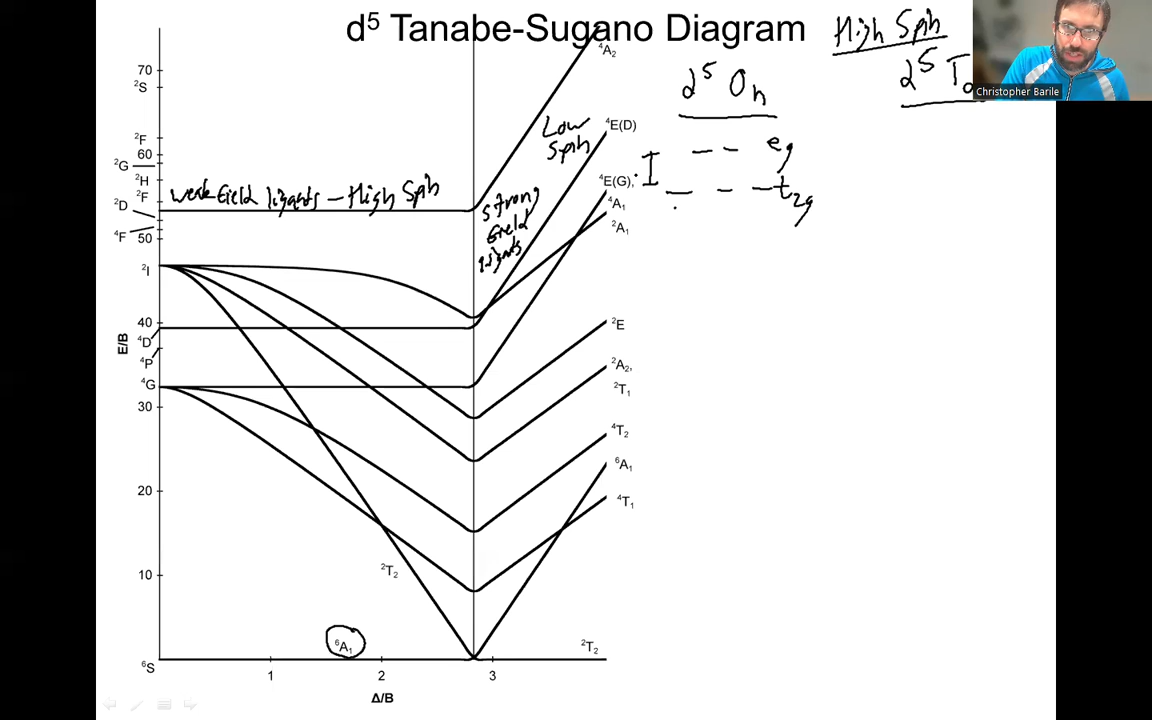 d⁵ Tanabe-Sugano Diagram
High Spin
d⁵ Oh
d⁵ T
Christopher Barile
eg
t2g
Low
Spin
weak field ligands - High Spin
strong
field
ligands
E/B
70
60
50
40
30
20
10
²S
²F
²G
²H
²F
²D
⁴F
²I
⁴D
⁴P
⁴G
⁶S
⁴A₂
⁴E(D)
⁴E(G),
⁴A₁
²A₁
²E
²A₂,
²T₁
⁴T₂
⁶A₁
⁴T₁
²T₂
⁶A₁
²T₂
1 2 3
Δ/B